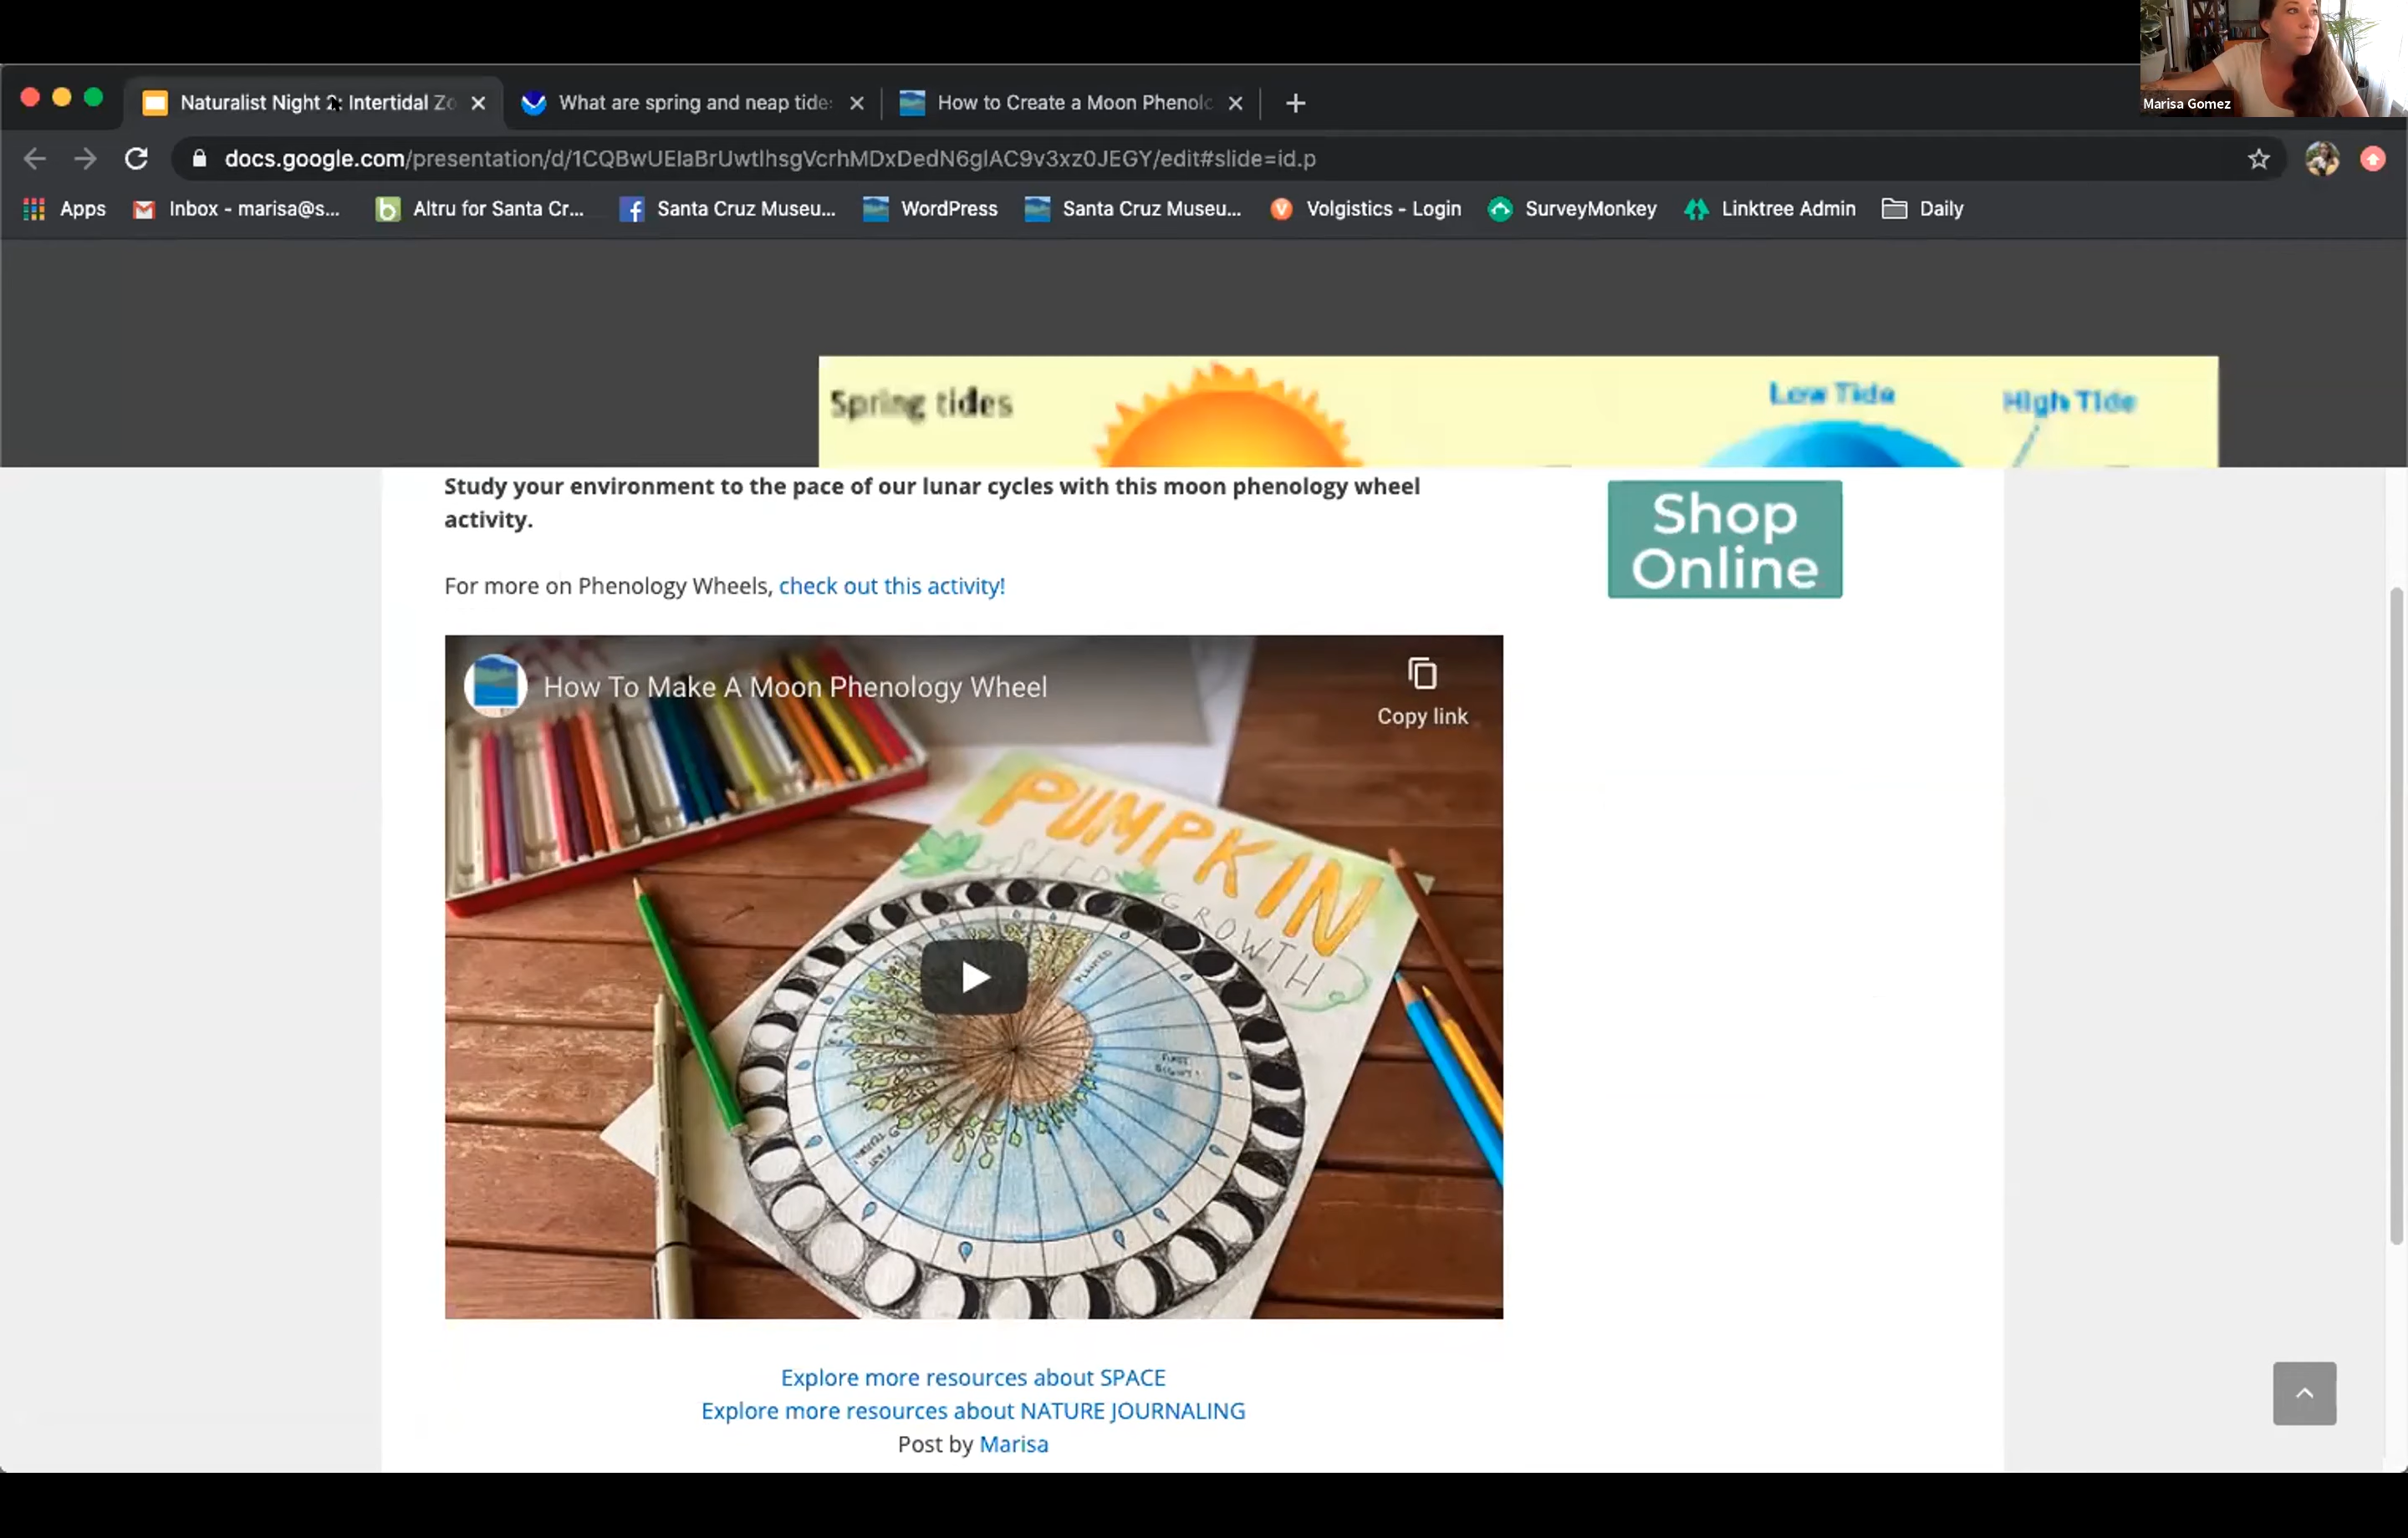 Marisa Gomez
Naturalist Night 2: Intertidal Zo
What are spring and neap tide
How to Create a Moon Phenolo
docs.google.com/presentation/d/1CQBwUEIaBrUwtlhsgVcrhMDxDedN6glAC9v3xz0JEGY/edit#slide=id.p
Apps
Inbox - marisa@s...
Altru for Santa Cr...
Santa Cruz Museu...
WordPress
Santa Cruz Museu...
Volgistics - Login
SurveyMonkey
Linktree Admin
Daily
Spring tides
Low Tide
High Tide
Study your environment to the pace of our lunar cycles with this moon phenology wheel
activity.
Shop
Online
For more on Phenology Wheels, check out this activity!
How To Make A Moon Phenology Wheel
Copy link
PUMPKIN
SEED GROWTH
PLANTED
Explore more resources about SPACE
Explore more resources about NATURE JOURNALING
Post by Marisa